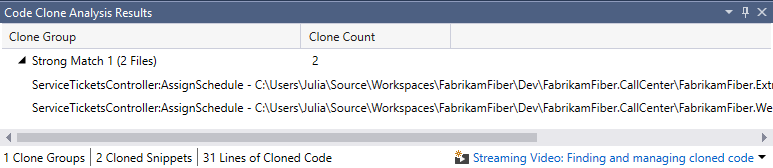 Code Clone Analysis Results
Clone Group Clone Count
Strong Match 1 (2 Files) 2
ServiceTicketsController:AssignSchedule - C:\Users\Julia\Source\Workspaces\FabrikamFiber\Dev\FabrikamFiber.CallCenter\FabrikamFiber.Extr
ServiceTicketsController:AssignSchedule - C:\Users\Julia\Source\Workspaces\FabrikamFiber\Dev\FabrikamFiber.CallCenter\FabrikamFiber.We
1 Clone Groups 2 Cloned Snippets 31 Lines of Cloned Code Streaming Video: Finding and managing cloned code